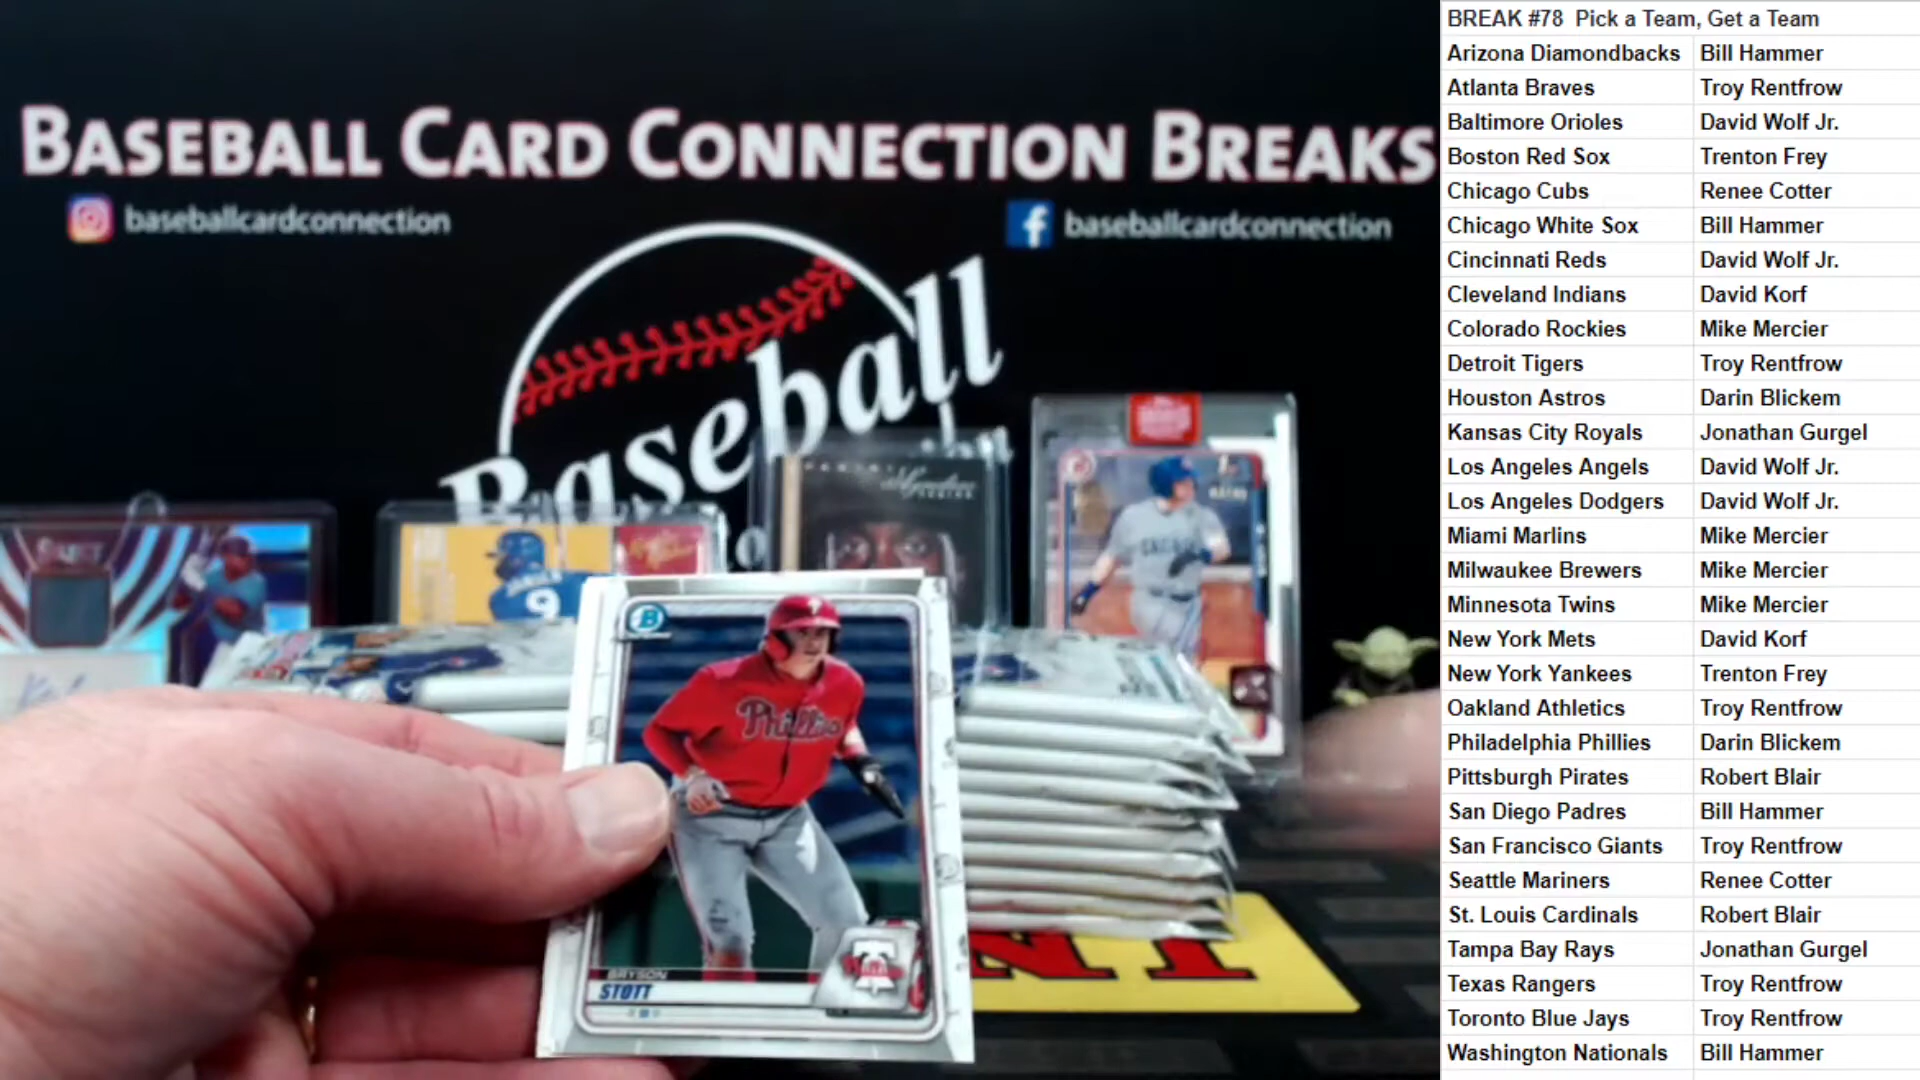 BASEBALL CARD CONNECTION BREAKS
baseballcardconnection
baseballcardconnection
Baseball
Baseball
9
B
Phillies
BRYSON
STOTT
BREAK #78 Pick a Team, Get a Team
Arizona Diamondbacks Bill Hammer
Atlanta Braves Troy Rentfrow
Baltimore Orioles David Wolf Jr.
Boston Red Sox Trenton Frey
Chicago Cubs Renee Cotter
Chicago White Sox Bill Hammer
Cincinnati Reds David Wolf Jr.
Cleveland Indians David Korf
Colorado Rockies Mike Mercier
Detroit Tigers Troy Rentfrow
Houston Astros Darin Blickem
Kansas City Royals Jonathan Gurgel
Los Angeles Angels David Wolf Jr.
Los Angeles Dodgers David Wolf Jr.
Miami Marlins Mike Mercier
Milwaukee Brewers Mike Mercier
Minnesota Twins Mike Mercier
New York Mets David Korf
New York Yankees Trenton Frey
Oakland Athletics Troy Rentfrow
Philadelphia Phillies Darin Blickem
Pittsburgh Pirates Robert Blair
San Diego Padres Bill Hammer
San Francisco Giants Troy Rentfrow
Seattle Mariners Renee Cotter
St. Louis Cardinals Robert Blair
Tampa Bay Rays Jonathan Gurgel
Texas Rangers Troy Rentfrow
Toronto Blue Jays Troy Rentfrow
Washington Nationals Bill Hammer